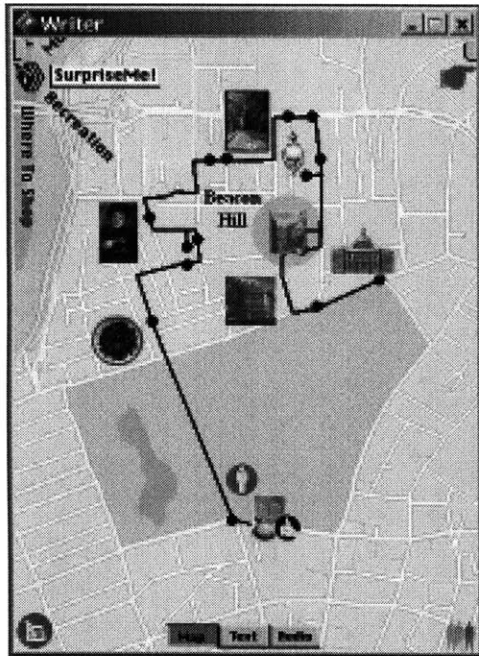 Writer
SurpriseMe!
Recreation
Where To Shop
Beacon
Hill
Map
Text
Radio